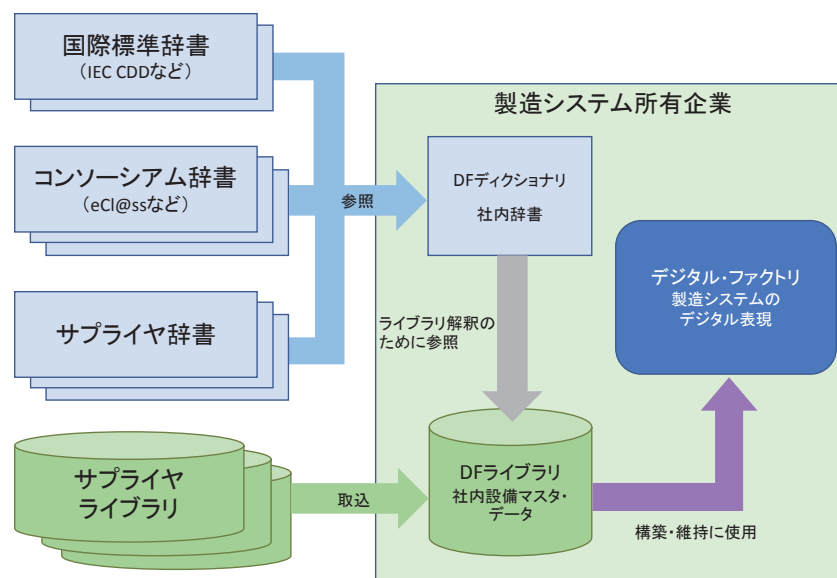 国際標準辞書
(IEC CDDなど)
コンソーシアム辞書
(eCl@ssなど)
サプライヤ辞書
サプライヤ
ライブラリ
参照
取込
製造システム所有企業
DFディクショナリ
社内辞書
ライブラリ解釈の
ために参照
DFライブラリ
社内設備マスタ・
データ
デジタル・ファクトリ
製造システムの
デジタル表現
構築・維持に使用